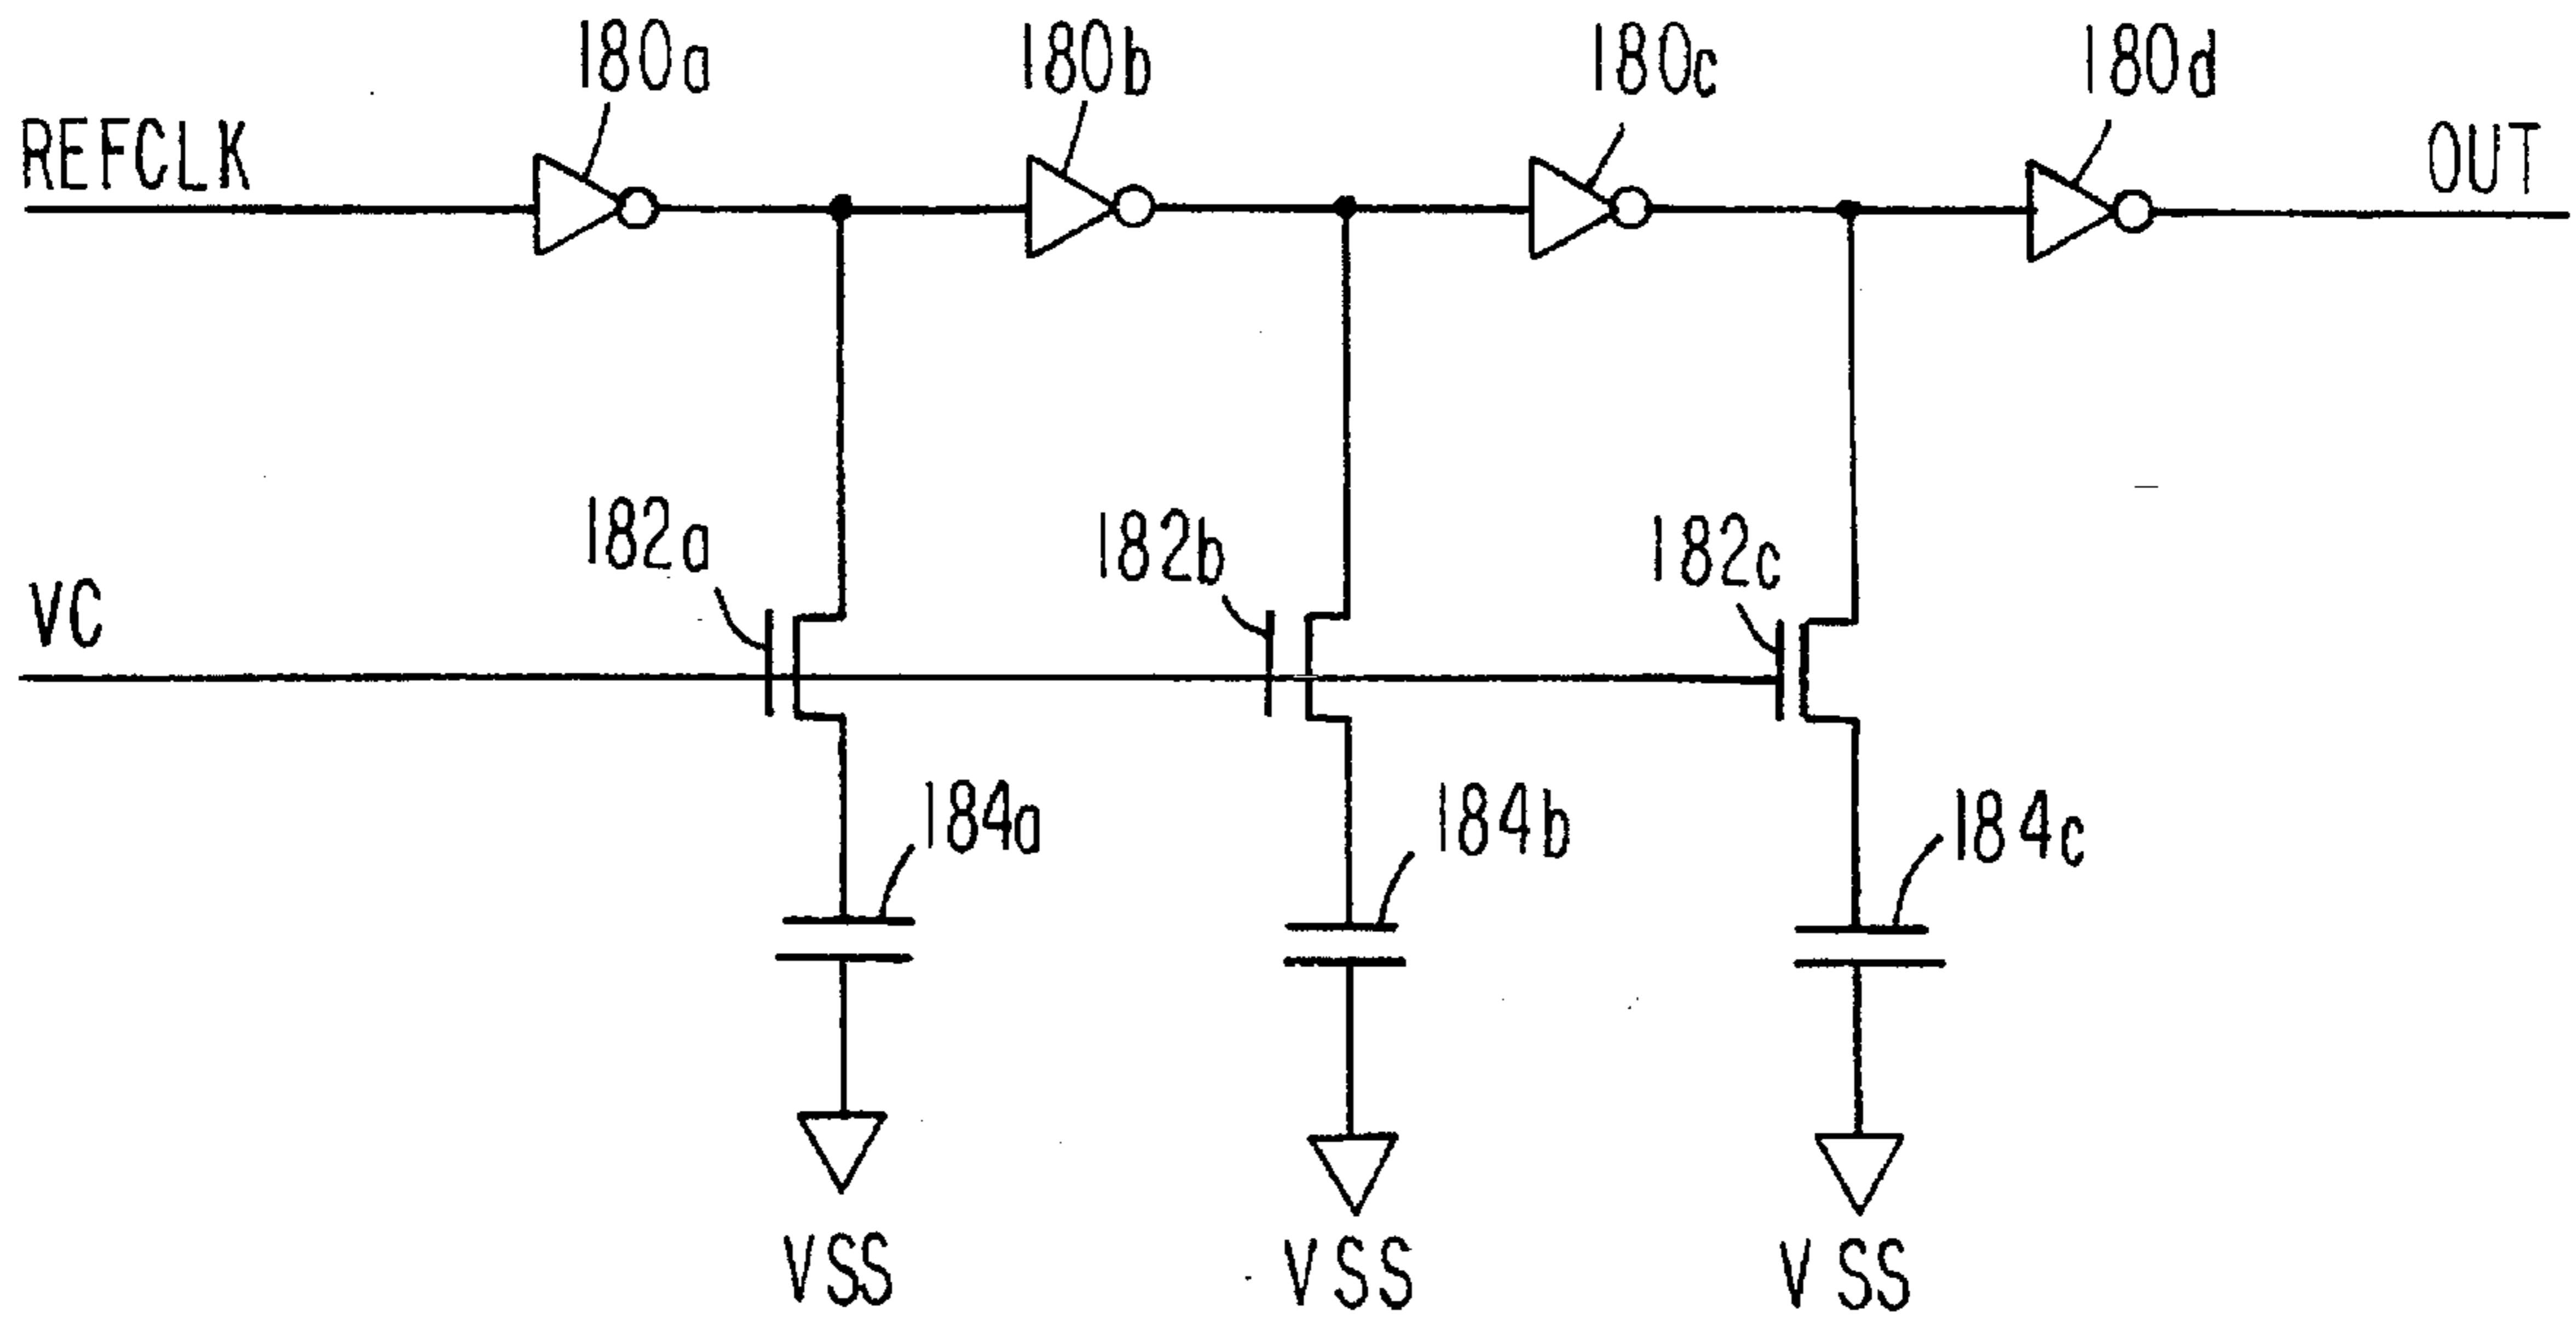 180a 180b 180c 180d
REFCLK OUT
182a 182b 182c
VC
184a 184b 184c
VSS VSS VSS